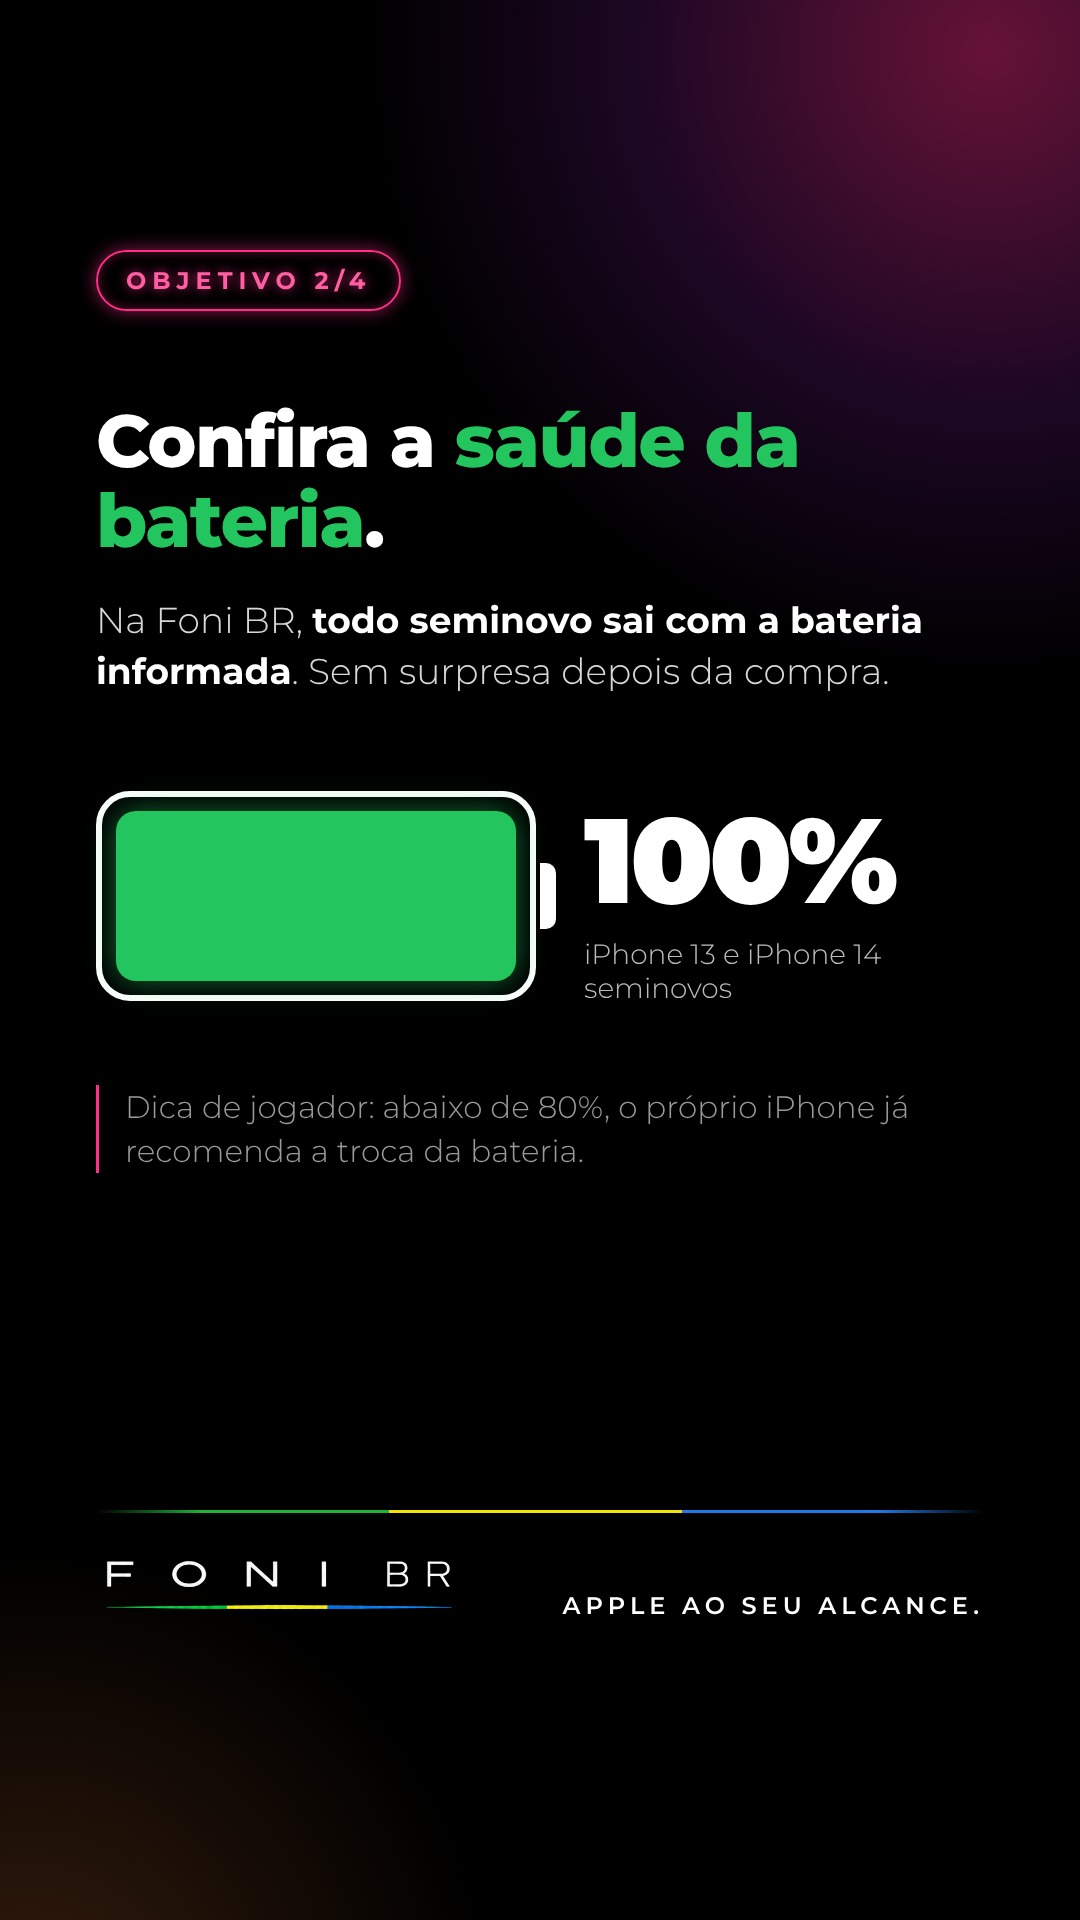 OBJETIVO 2/4
Confira a saúde da
bateria.
Na Foni BR, todo seminovo sai com a bateria
informada. Sem surpresa depois da compra.
100%
iPhone 13 e iPhone 14
seminovos
Dica de jogador: abaixo de 80%, o próprio iPhone já
recomenda a troca da bateria.
FONI BR
APPLE AO SEU ALCANCE.